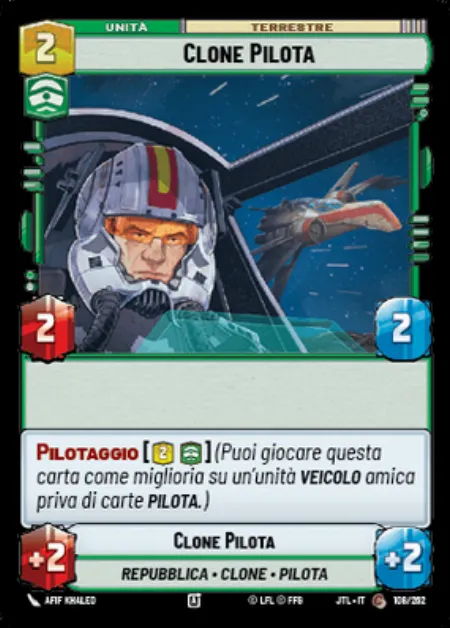 UNITÀ
TERRESTRE
2
CLONE PILOTA
2
2
PILOTAGGIO [2 ](Puoi giocare questa
carta come miglioria su un'unità VEICOLO amica
priva di carte PILOTA.)
+2
CLONE PILOTA
+2
REPUBBLICA • CLONE • PILOTA
AFIF KHALED
© LFL © FFG
JTL • IT
108/262